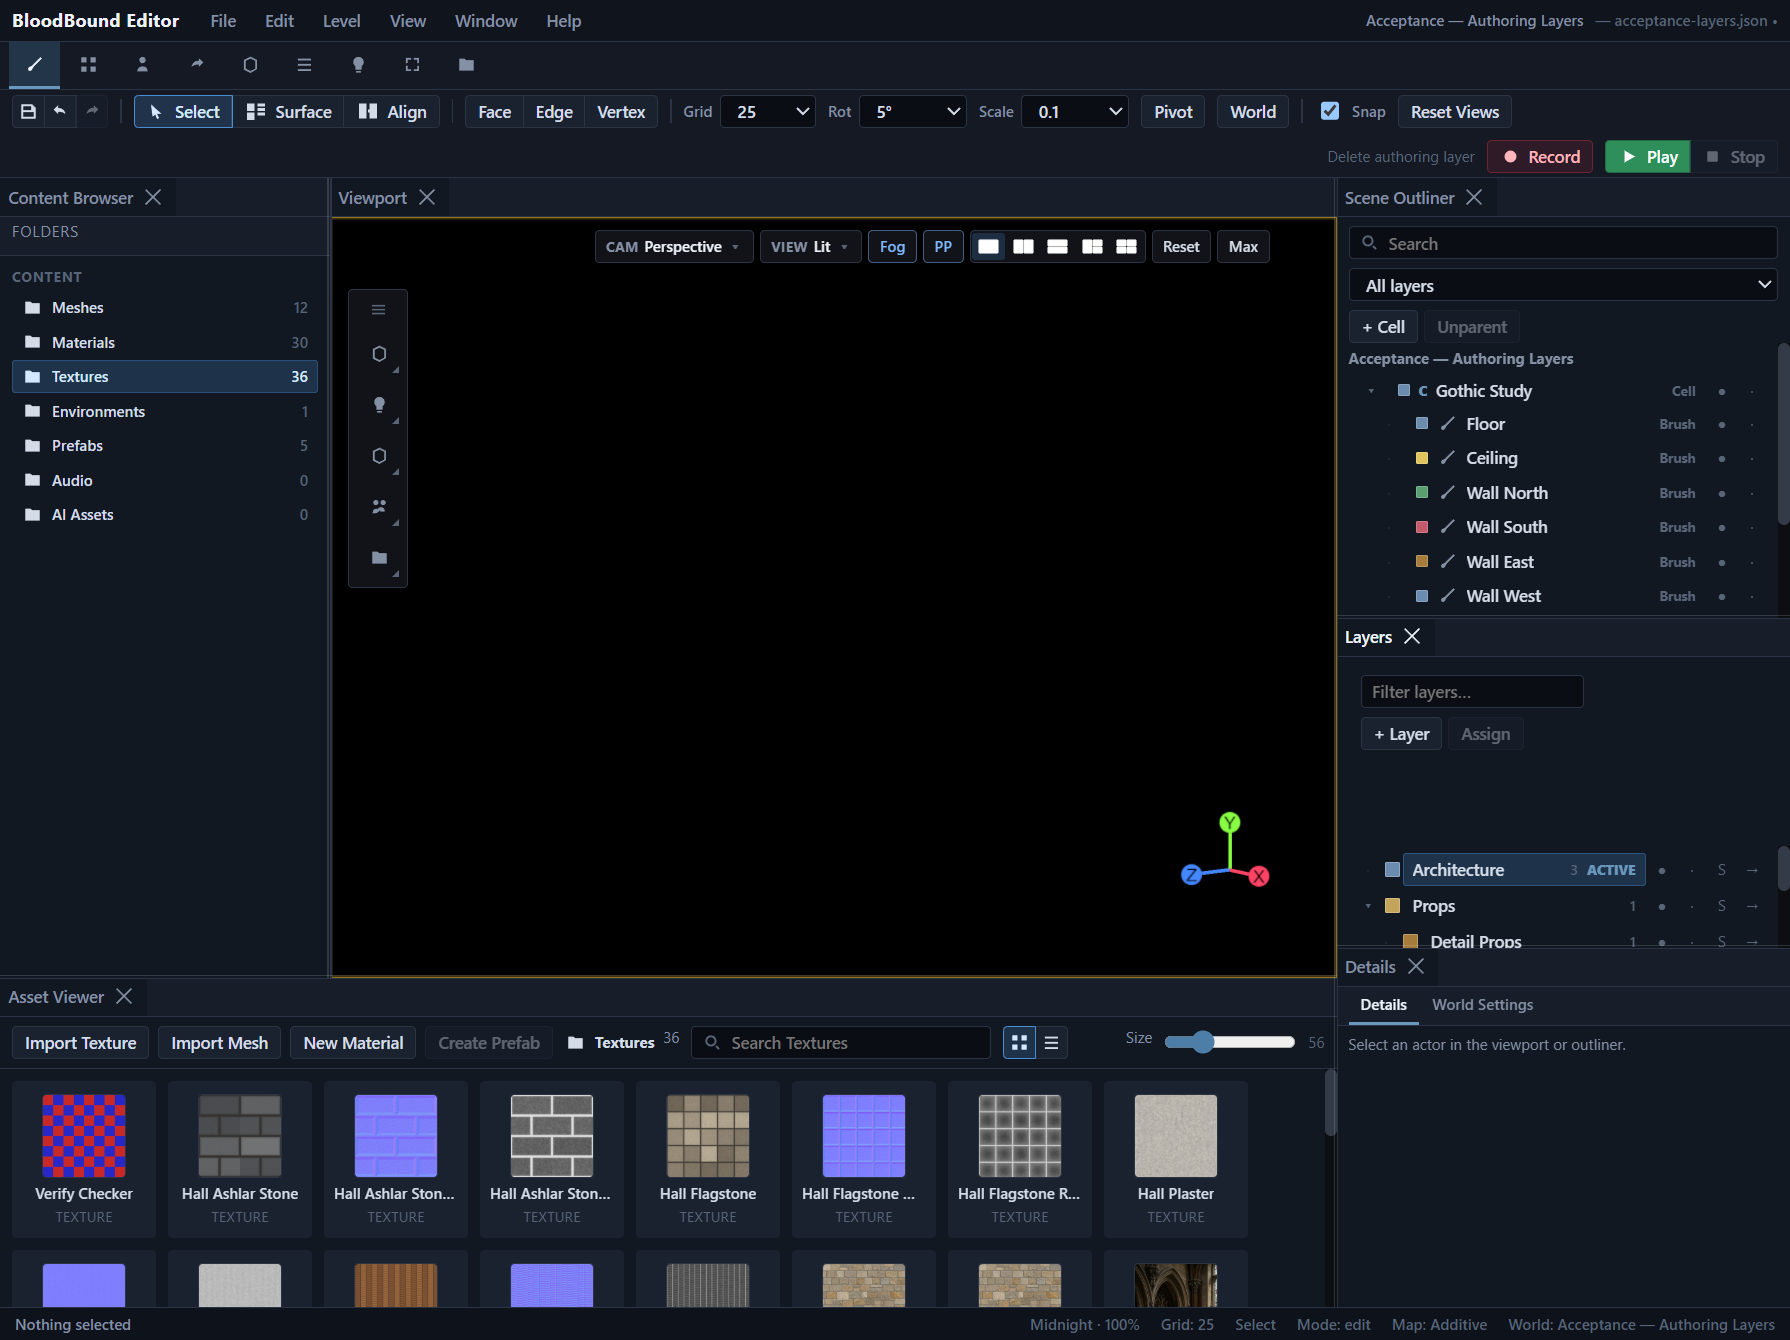 BloodBound Editor File Edit Level View Window Help Acceptance — Authoring Layers — acceptance-layers.json •
Select Surface Align Face Edge Vertex Grid 25 Rot 5° Scale 0.1 Pivot World Snap Reset Views
Delete authoring layer Record Play Stop
Content Browser
FOLDERS
CONTENT
Meshes 12
Materials 30
Textures 36
Environments 1
Prefabs 5
Audio 0
AI Assets 0
Viewport
CAM Perspective VIEW Lit Fog PP Reset Max
Y
Z X
Scene Outliner
Search
All layers
+ Cell Unparent
Acceptance — Authoring Layers
C Gothic Study Cell
Floor Brush
Ceiling Brush
Wall North Brush
Wall South Brush
Wall East Brush
Wall West Brush
Layers
Filter layers...
+ Layer Assign
Architecture 3 ACTIVE S →
Props 1 S →
Detail Props 1 S →
Details
Details World Settings
Select an actor in the viewport or outliner.
Asset Viewer
Import Texture Import Mesh New Material Create Prefab Textures 36 Search Textures Size 56
Verify Checker
TEXTURE
Hall Ashlar Stone
TEXTURE
Hall Ashlar Ston...
TEXTURE
Hall Ashlar Ston...
TEXTURE
Hall Flagstone
TEXTURE
Hall Flagstone ...
TEXTURE
Hall Flagstone R...
TEXTURE
Hall Plaster
TEXTURE
Nothing selected Midnight · 100% Grid: 25 Select Mode: edit Map: Additive World: Acceptance — Authoring Layers